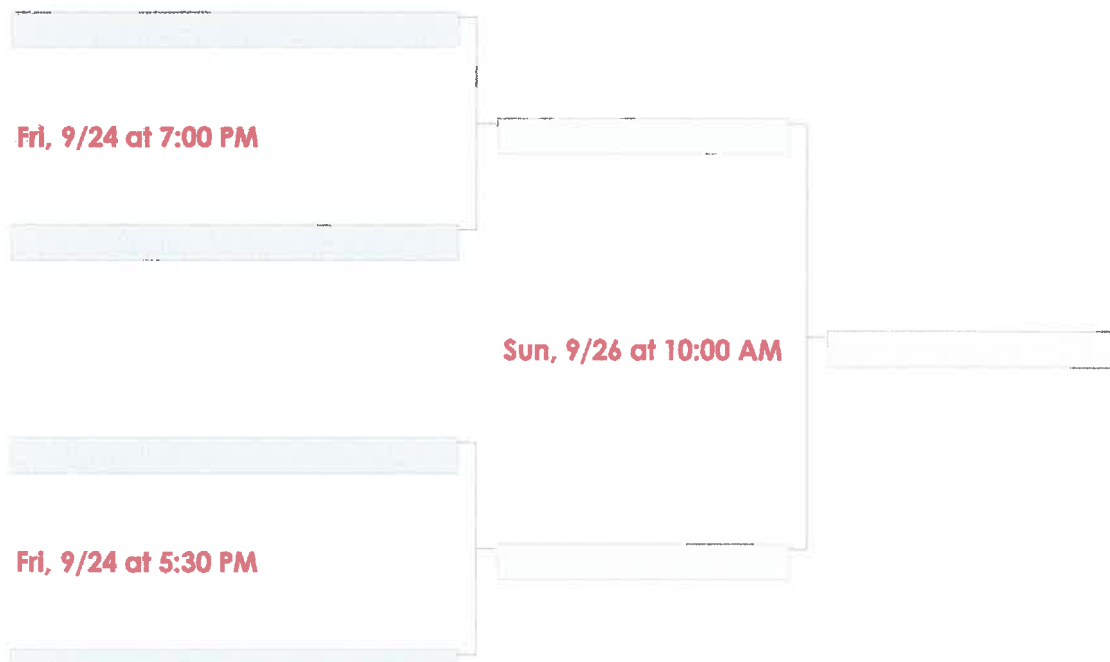 Fri, 9/24 at 7:00 PM
Sun, 9/26 at 10:00 AM
Fri, 9/24 at 5:30 PM